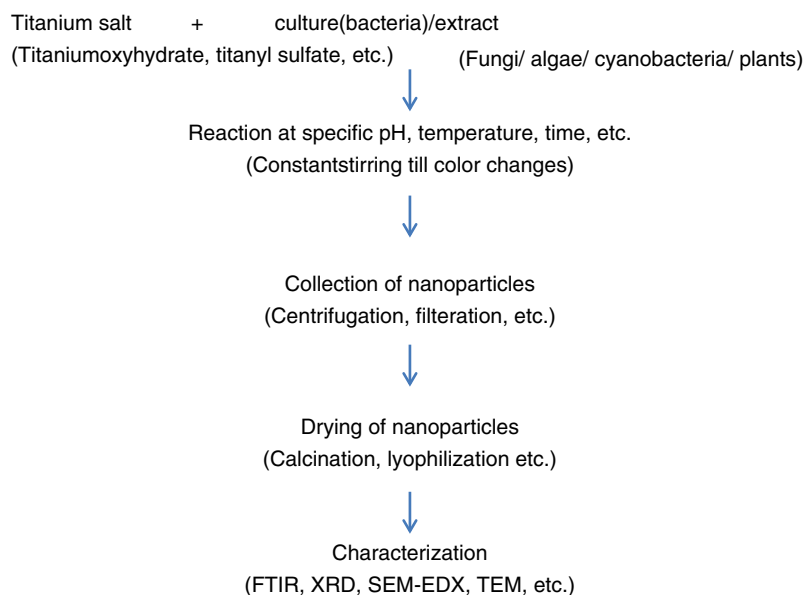 Titanium salt + culture(bacteria)/extract
(Titaniumoxyhydrate, titanyl sulfate, etc.) (Fungi/ algae/ cyanobacteria/ plants)
Reaction at specific pH, temperature, time, etc.
(Constantstirring till color changes)
Collection of nanoparticles
(Centrifugation, filteration, etc.)
Drying of nanoparticles
(Calcination, lyophilization etc.)
Characterization
(FTIR, XRD, SEM-EDX, TEM, etc.)